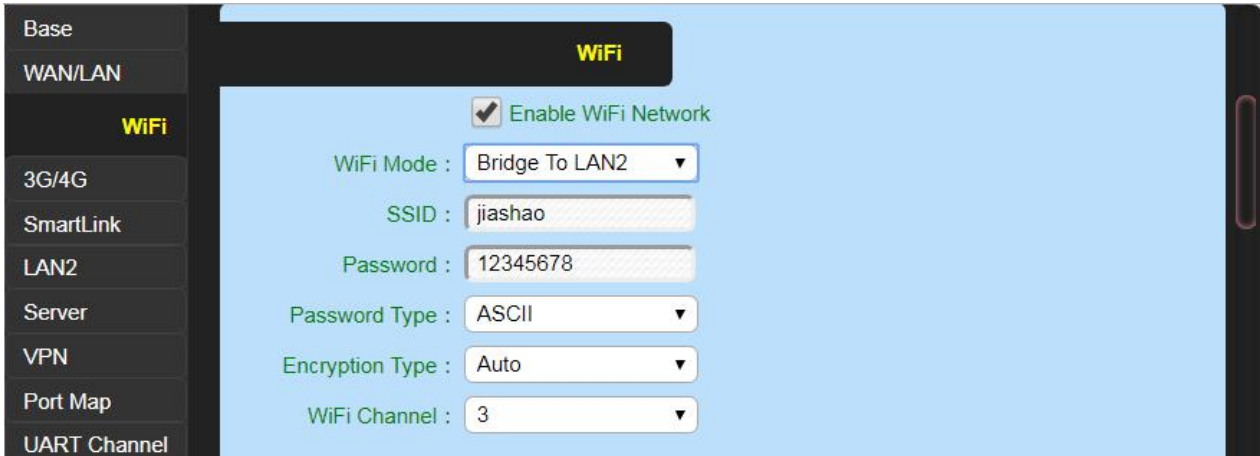 Base
WAN/LAN
WiFi
3G/4G
SmartLink
LAN2
Server
VPN
Port Map
UART Channel
WiFi
Enable WiFi Network
WiFi Mode : Bridge To LAN2
SSID : jiashao
Password : 12345678
Password Type : ASCII
Encryption Type : Auto
WiFi Channel : 3